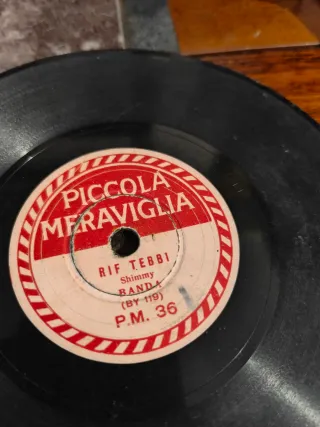 PICCOLA
MERAVIGLIA
RIF TEBBI
Shimmy
BANDA
(BY 119)
P.M. 36